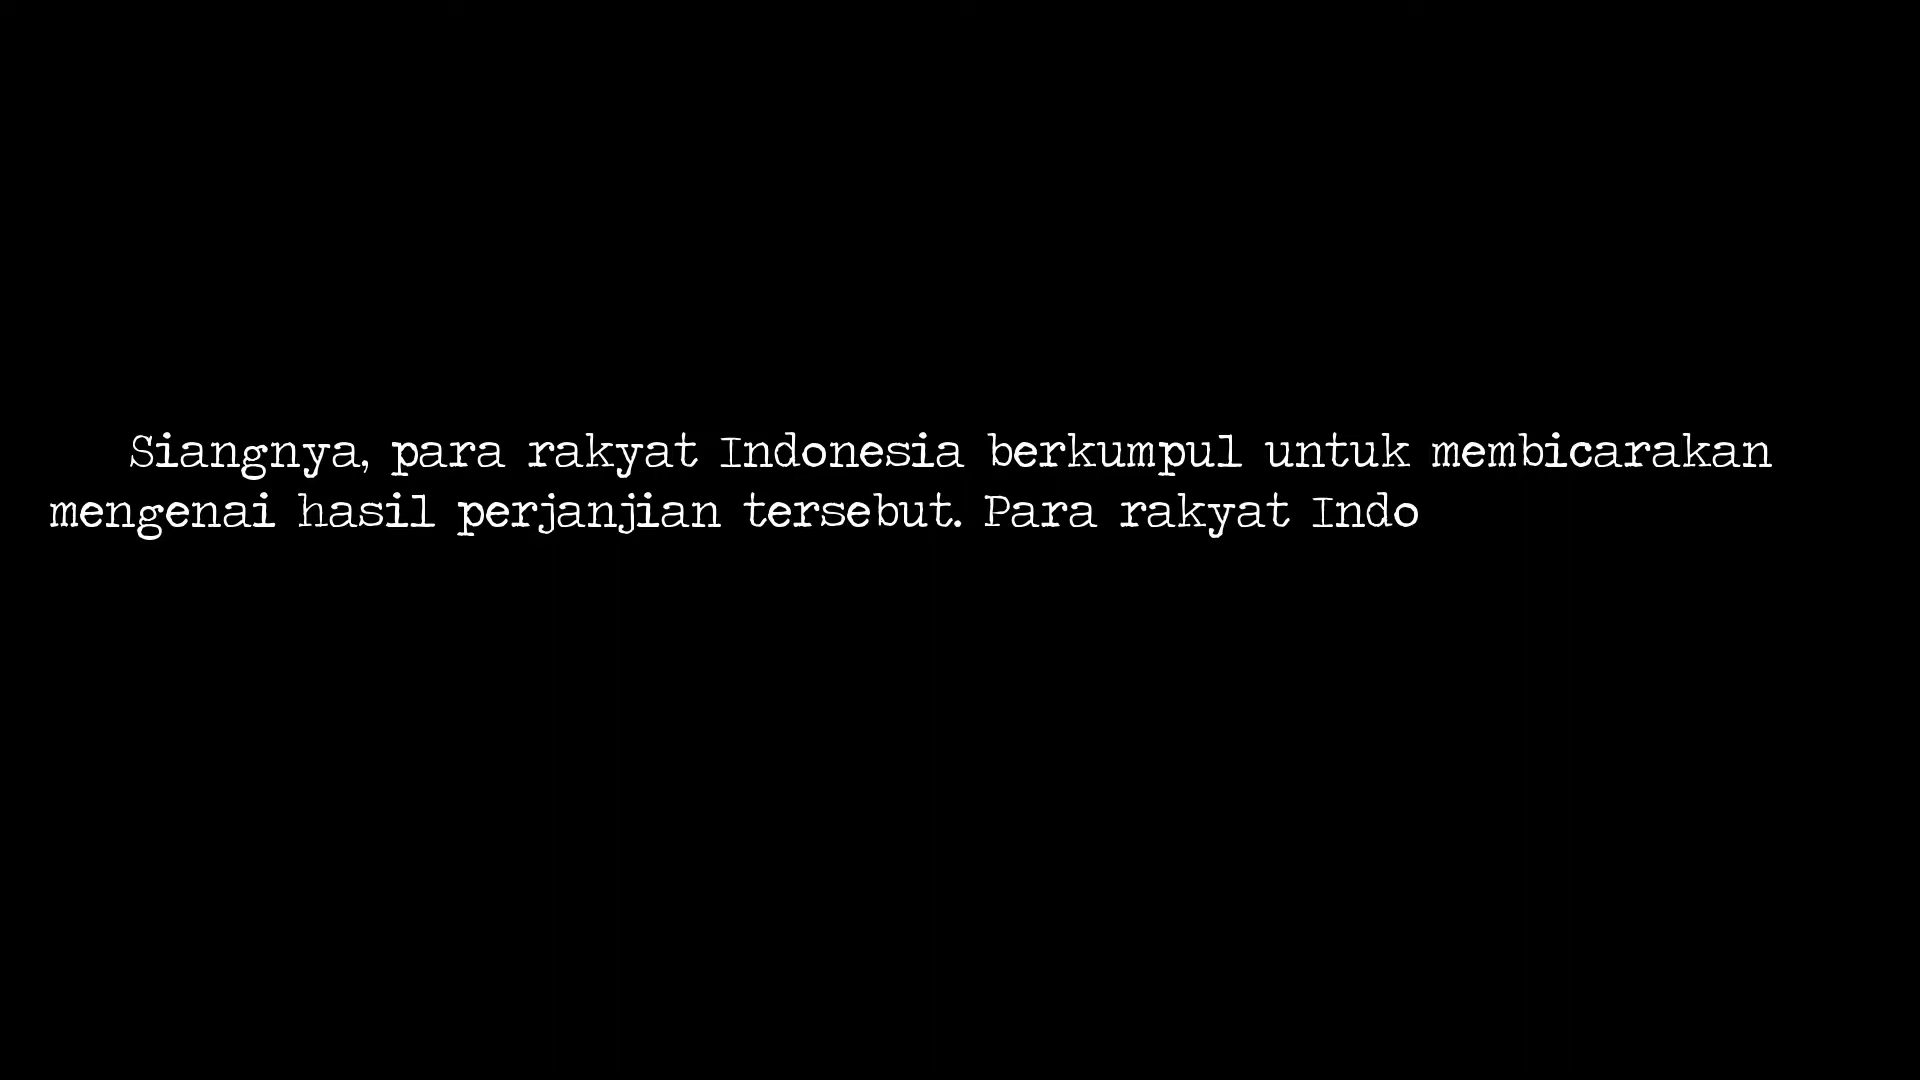 Siangnya, para rakyat Indonesia berkumpul untuk membicarakan
mengenai hasil perjanjian tersebut. Para rakyat Indo